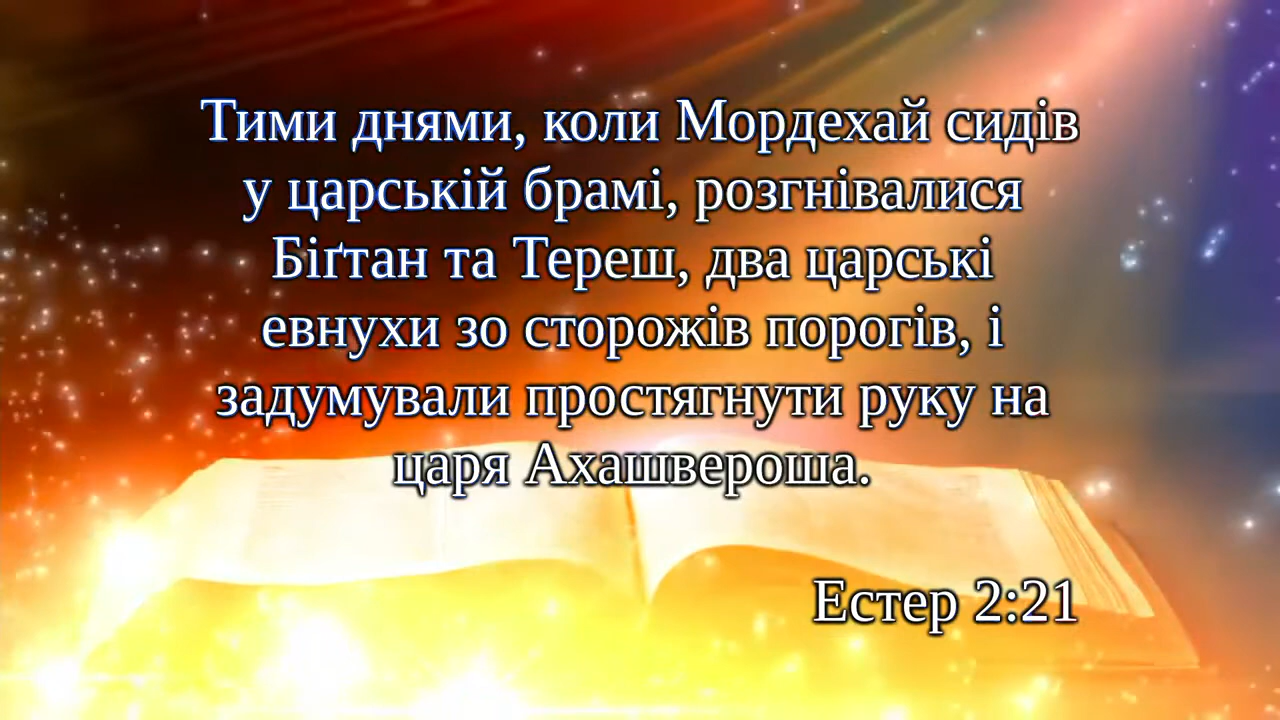 Тими днями, коли Мордехай сидів
у царській брамі, розгнівалися
Біґтан та Тереш, два царські
евнухи зо сторожів порогів, і
задумували простягнути руку на
царя Ахашвероша.
Естер 2:21